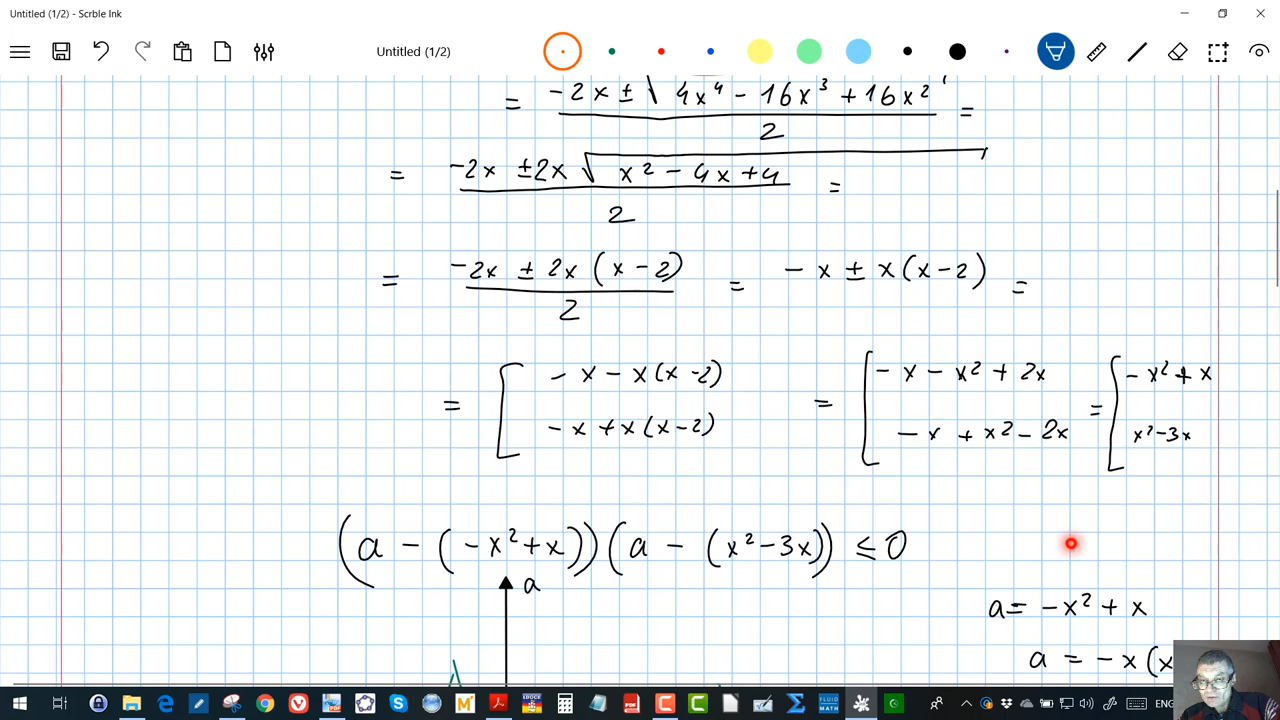 Untitled (1/2) - Scrble Ink
Untitled (1/2)
= (-2x ± √(4x⁴ - 16x³ + 16x²)) / 2 =
= (-2x ± 2x √(x² - 4x + 4)) / 2 =
= (-2x ± 2x (x - 2)) / 2 = - x ± x(x - 2) =
= [ - x - x(x - 2) = [ - x - x² + 2x = [ - x² + x
- x + x(x - 2) - x + x² - 2x x² - 3x
(a - (-x² + x))(a - (x² - 3x)) ≤ 0
a
a = -x² + x
a = - x (x
ENG